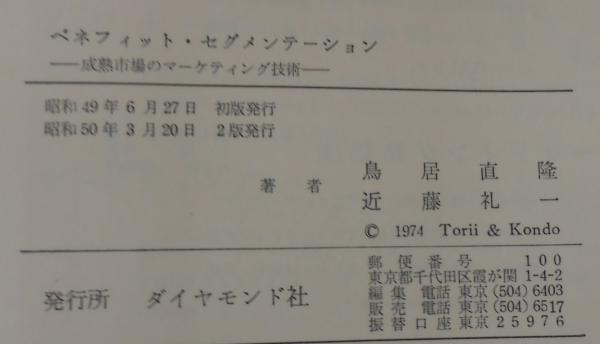 ベネフィット・セグメンテーション
―成熟市場のマーケティング技術―
昭和49年6月27日 初版発行
昭和50年3月20日 2版発行
著者 鳥居直隆
近藤礼一
© 1974 Torii & Kondo
発行所 ダイヤモンド社
郵便番号 100
東京都千代田区霞が関 1-4-2
編集 電話 東京 (504) 6403
販売 電話 東京 (504) 6517
振替口座 東京 25976